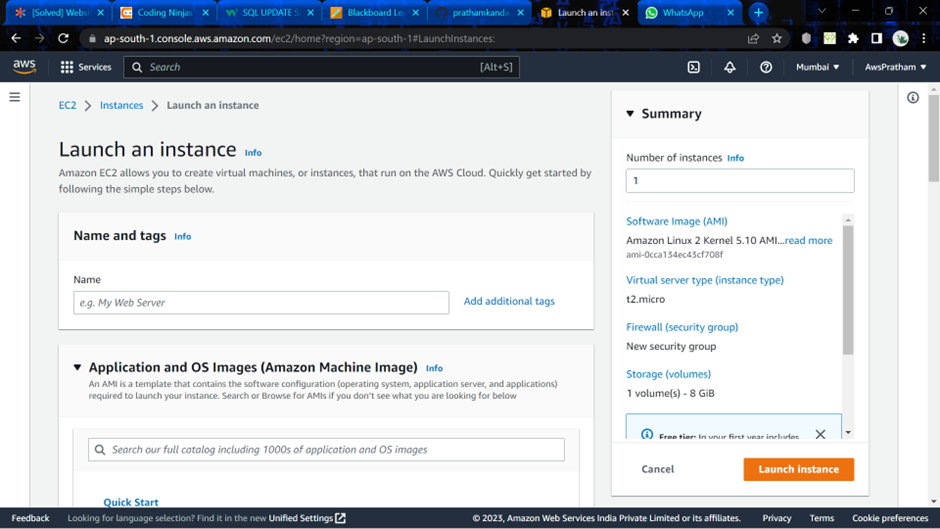 {Solved} Websi
Coding Ninjas
SQL UPDATE S
Blackboard Le
prathamkanda
Launch an inst
WhatsApp
ap-south-1.console.aws.amazon.com/ec2/home?region=ap-south-1#LaunchInstances:
aws
Services
Search
[Alt+S]
Mumbai
AwsPratham
EC2
Instances
Launch an instance
Launch an instance Info
Amazon EC2 allows you to create virtual machines, or instances, that run on the AWS Cloud. Quickly get started by
following the simple steps below.
Name and tags Info
Name
e.g. My Web Server
Add additional tags
Application and OS Images (Amazon Machine Image) Info
An AMI is a template that contains the software configuration (operating system, application server, and applications)
required to launch your instance. Search or Browse for AMIs if you don't see what you are looking for below
Search our full catalog including 1000s of application and OS images
Quick Start
Summary
Number of instances Info
1
Software Image (AMI)
Amazon Linux 2 Kernel 5.10 AMI...read more
ami-0cca134ec43cf708f
Virtual server type (instance type)
t2.micro
Firewall (security group)
New security group
Storage (volumes)
1 volume(s) - 8 GiB
Free tier: In your first year includes
Cancel
Launch instance
Feedback
Looking for language selection? Find it in the new Unified Settings
© 2023, Amazon Web Services India Private Limited or its affiliates.
Privacy
Terms
Cookie preferences